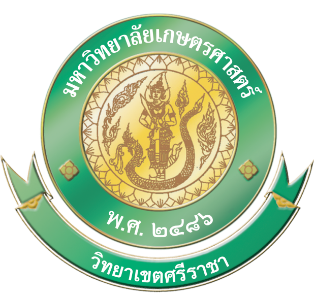 มหาวิทยาลัยเกษตรศาสตร์
พ.ศ. ๒๔๘๖
วิทยาเขตศรีราชา